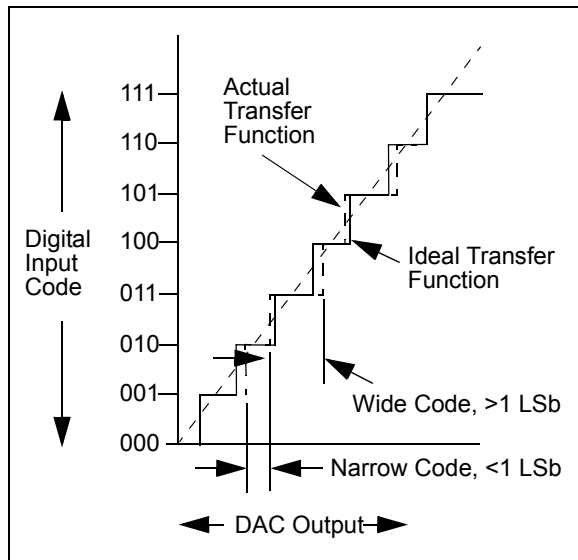 111
110
101
100
011
010
001
000
Digital
Input
Code
Actual
Transfer
Function
Ideal Transfer
Function
Wide Code, >1 LSb
Narrow Code, <1 LSb
DAC Output